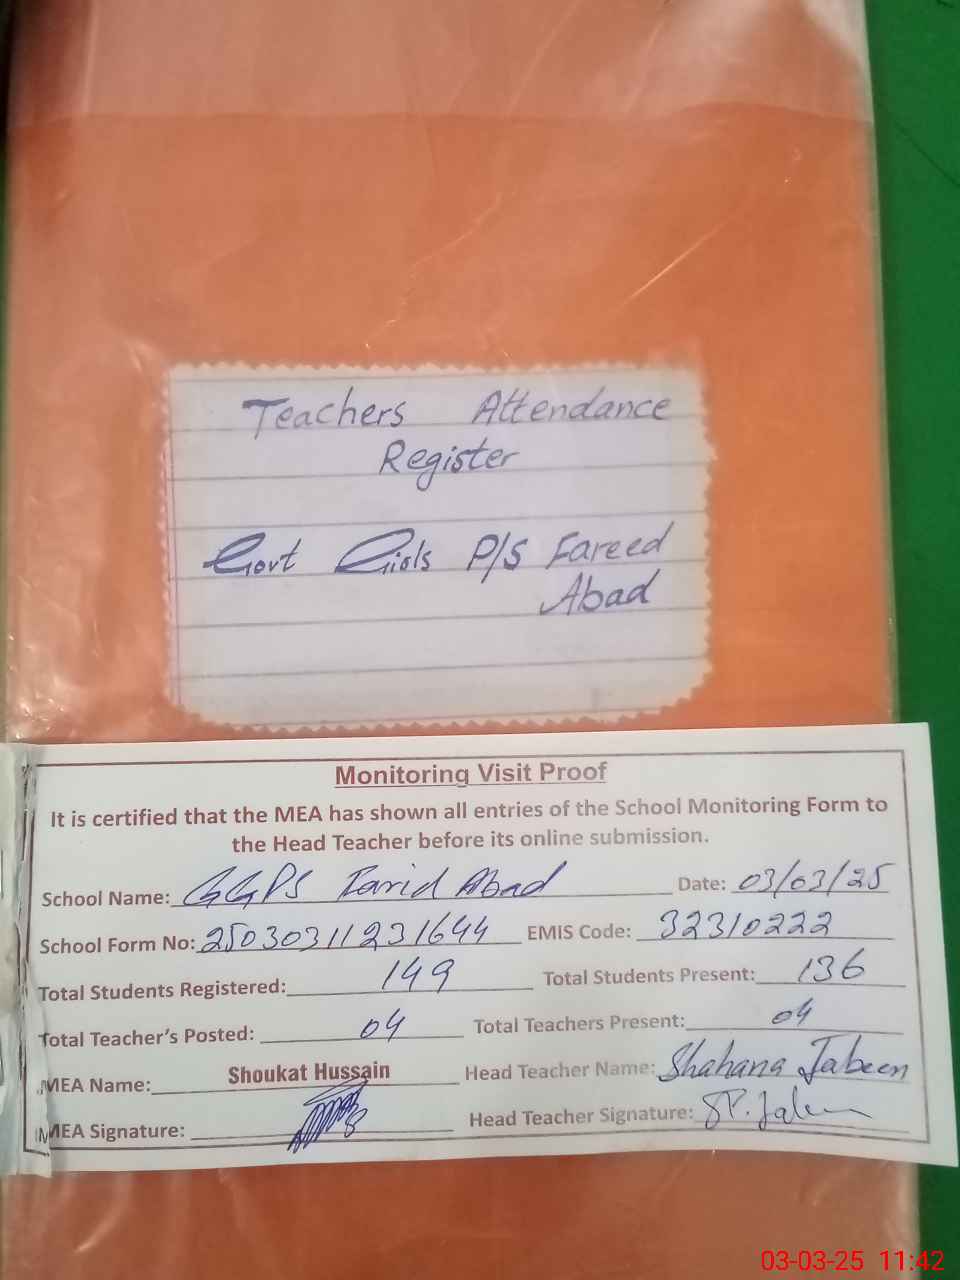 Teachers Attendance
Register
Govt Girls P/S Fareed
Abad
Monitoring Visit Proof
It is certified that the MEA has shown all entries of the School Monitoring Form to
the Head Teacher before its online submission.
School Name: GGPS Farid Abad Date: 03/03/25
School Form No: 25030311231644 EMIS Code: 32310222
Total Students Registered: 149 Total Students Present: 136
Total Teacher's Posted: 04 Total Teachers Present: 04
MEA Name: Shoukat Hussain Head Teacher Name: Shahana Jabeen
MEA Signature: Head Teacher Signature:
03-03-25 11:42